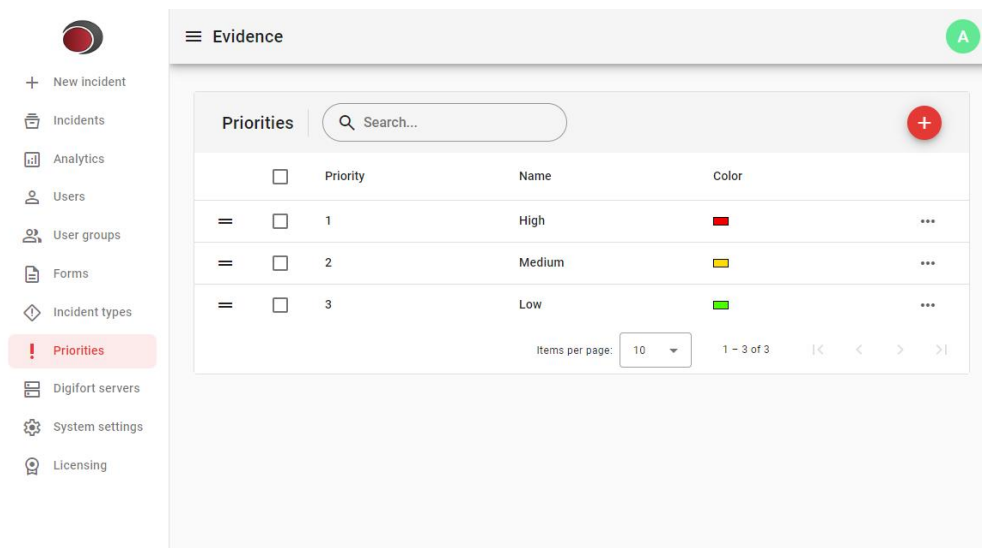 Evidence
A
New incident
Incidents
Analytics
Users
User groups
Forms
Incident types
Priorities
Digifort servers
System settings
Licensing
Priorities Search...
Priority Name Color
1 High
2 Medium
3 Low
Items per page: 10 1 – 3 of 3